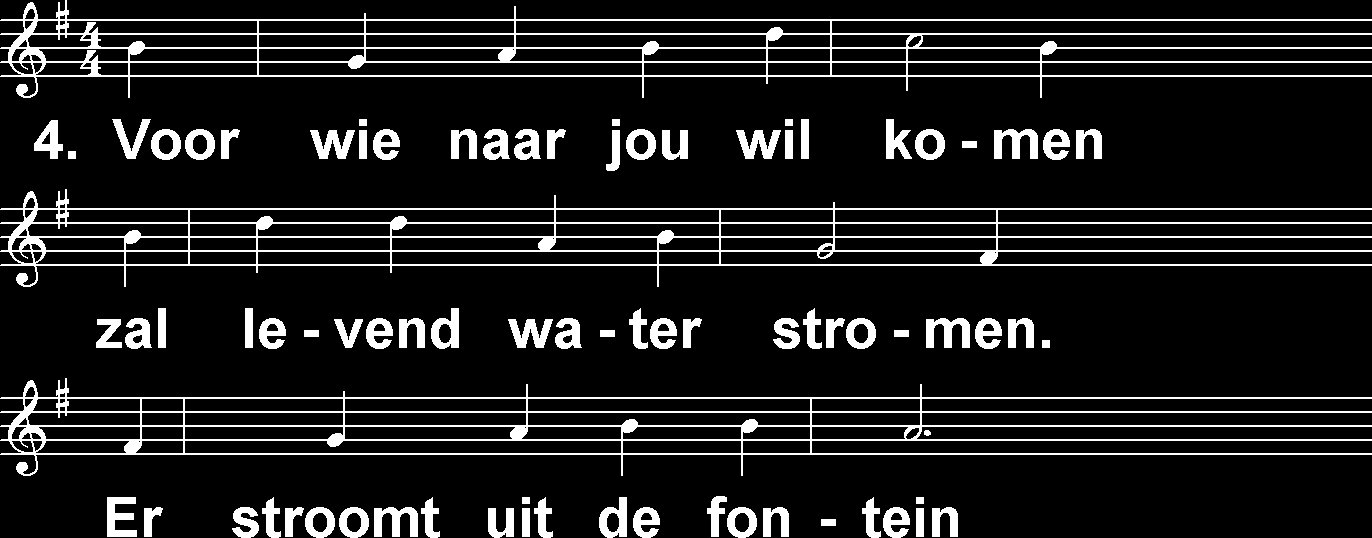 4. Voor wie naar jou wil ko - men
zal le - vend wa - ter stro - men.
Er stroomt uit de fon - tein